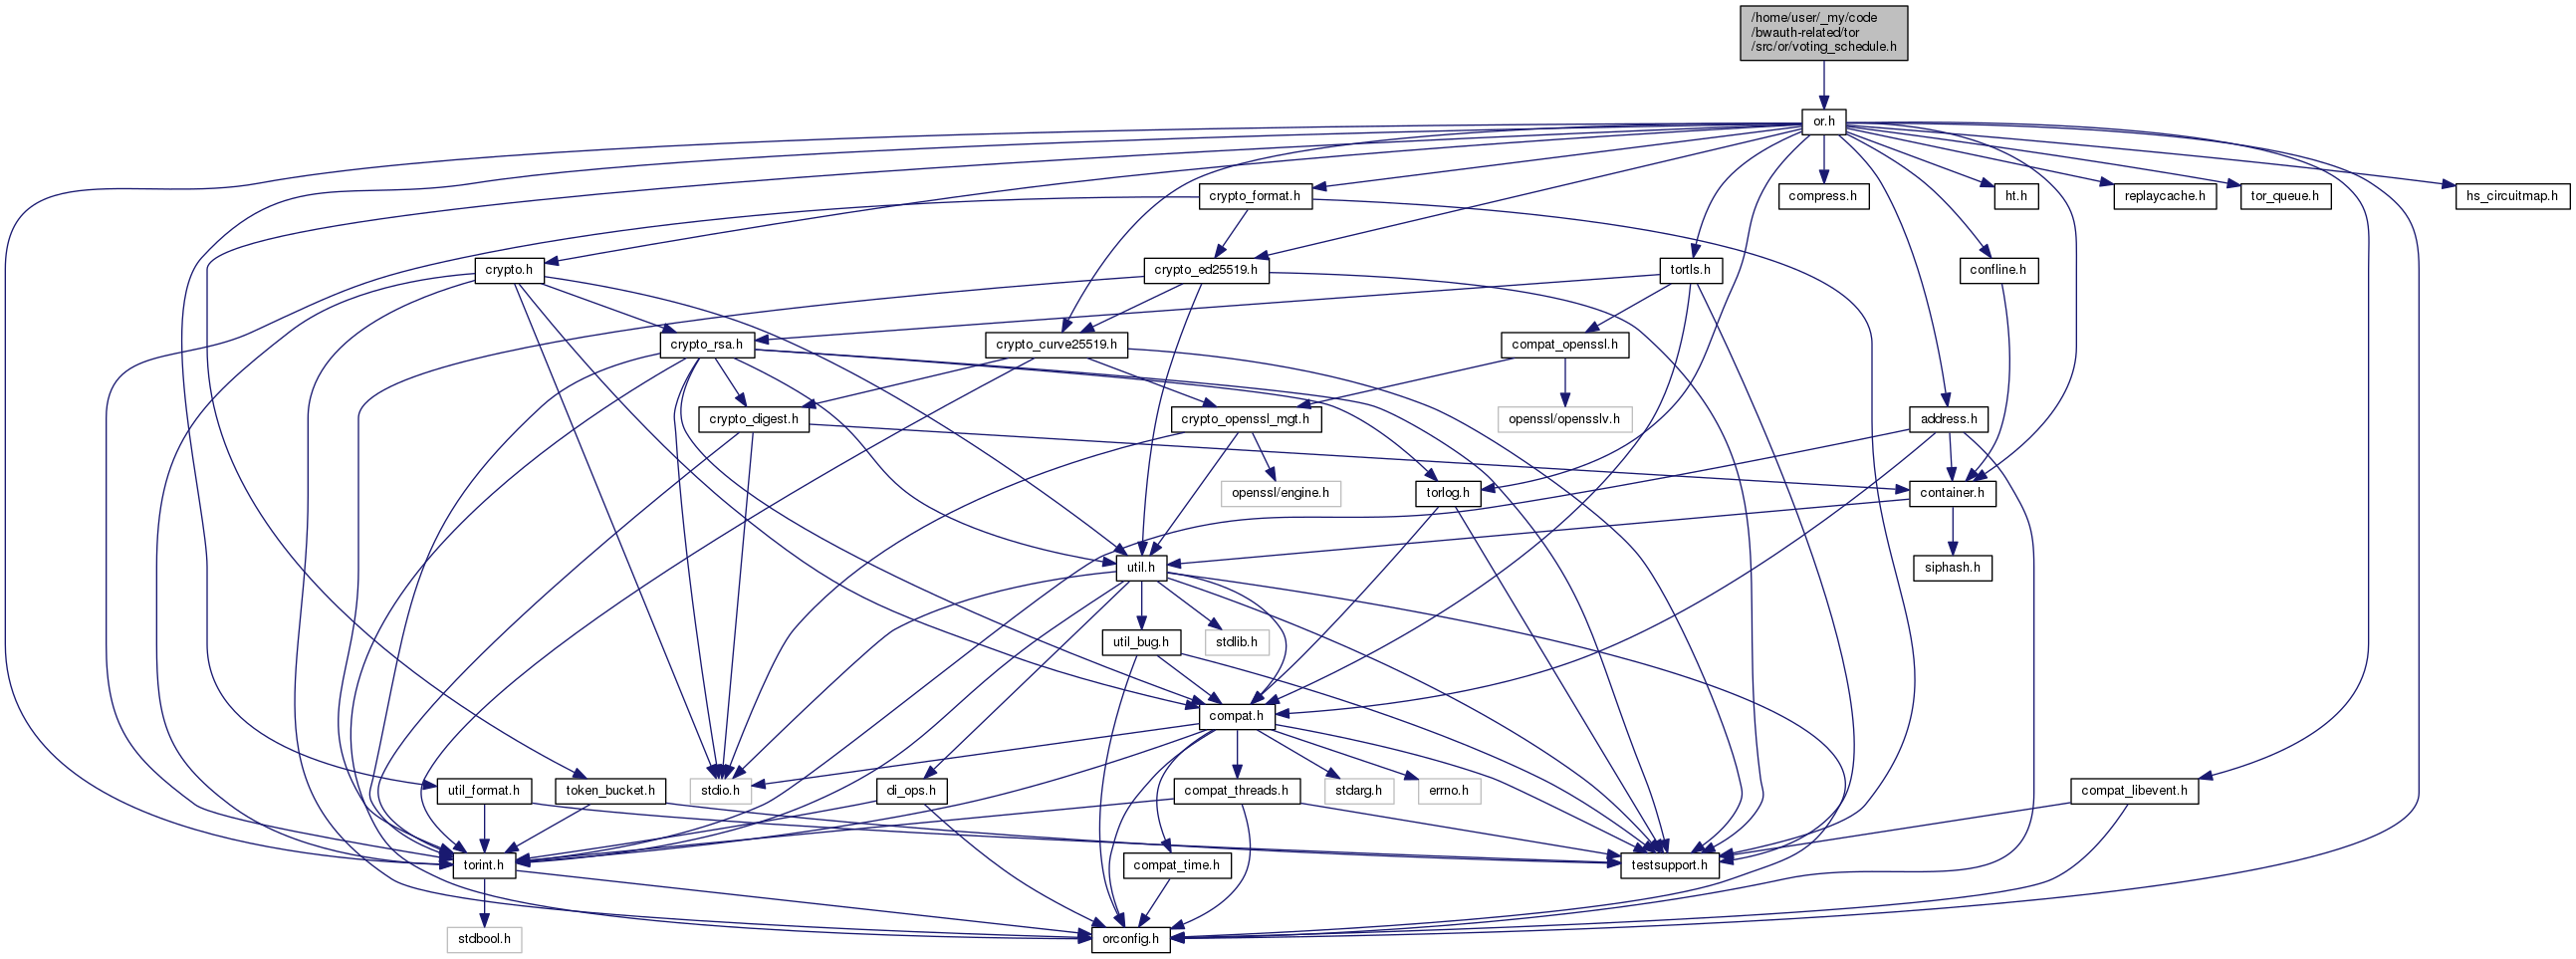 /home/user/_my/code
/bwauth-related/tor
/src/or/voting_schedule.h
or.h
crypto_format.h
compress.h
ht.h
replaycache.h
tor_queue.h
hs_circuitmap.h
crypto.h
crypto_ed25519.h
tortls.h
confline.h
crypto_rsa.h
crypto_curve25519.h
compat_openssl.h
crypto_digest.h
crypto_openssl_mgt.h
openssl/opensslv.h
address.h
openssl/engine.h
torlog.h
container.h
util.h
siphash.h
util_bug.h
stdlib.h
compat.h
util_format.h
token_bucket.h
stdio.h
di_ops.h
compat_threads.h
stdarg.h
errno.h
compat_libevent.h
torint.h
compat_time.h
testsupport.h
stdbool.h
orconfig.h